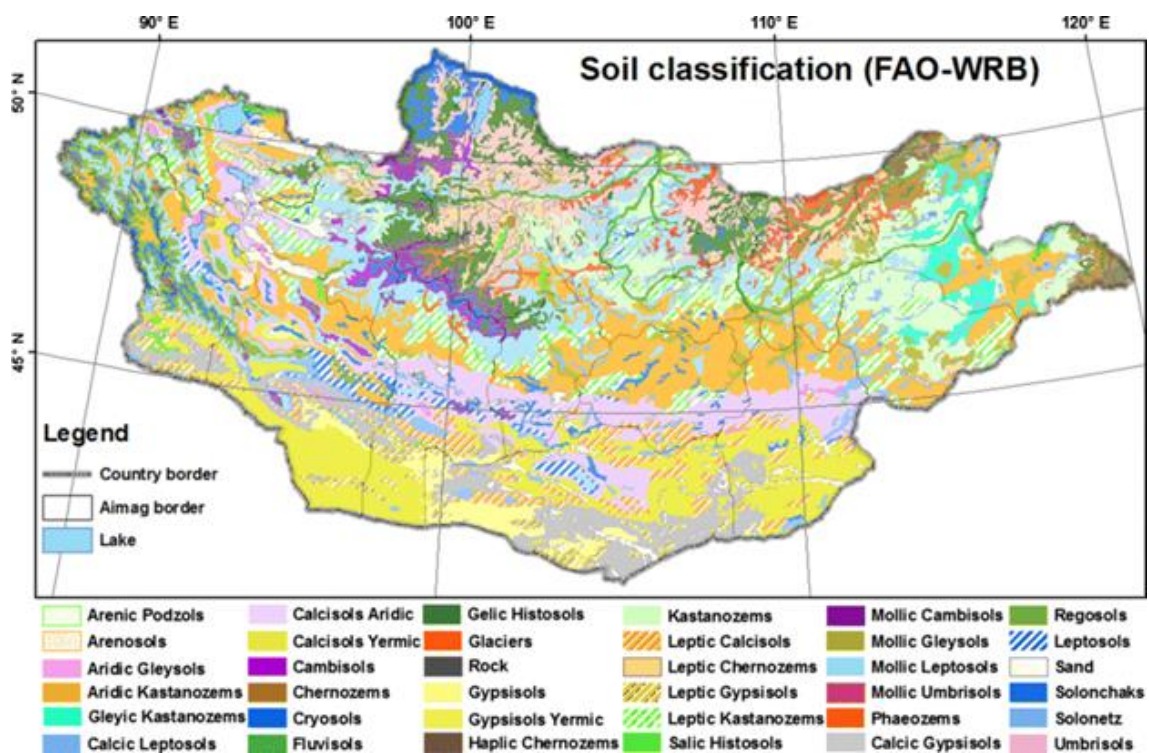 90° E 100° E 110° E 120° E
Soil classification (FAO-WRB)
50° N
45° N
Legend
Country border
Aimag border
Lake
Arenic Podzols Calcisols Aridic Gelic Histosols Kastanozems Mollic Cambisols Regosols
Arenosols Calcisols Yermic Glaciers Leptic Calcisols Mollic Gleysols Leptosols
Aridic Gleysols Cambisols Rock Leptic Chernozems Mollic Leptosols Sand
Aridic Kastanozems Chernozems Gypsisols Leptic Gypsisols Mollic Umbrisols Solonchaks
Gleyic Kastanozems Cryosols Gypsisols Yermic Leptic Kastanozems Phaeozems Solonetz
Calcic Leptosols Fluvisols Haplic Chernozems Salic Histosols Calcic Gypsisols Umbrisols